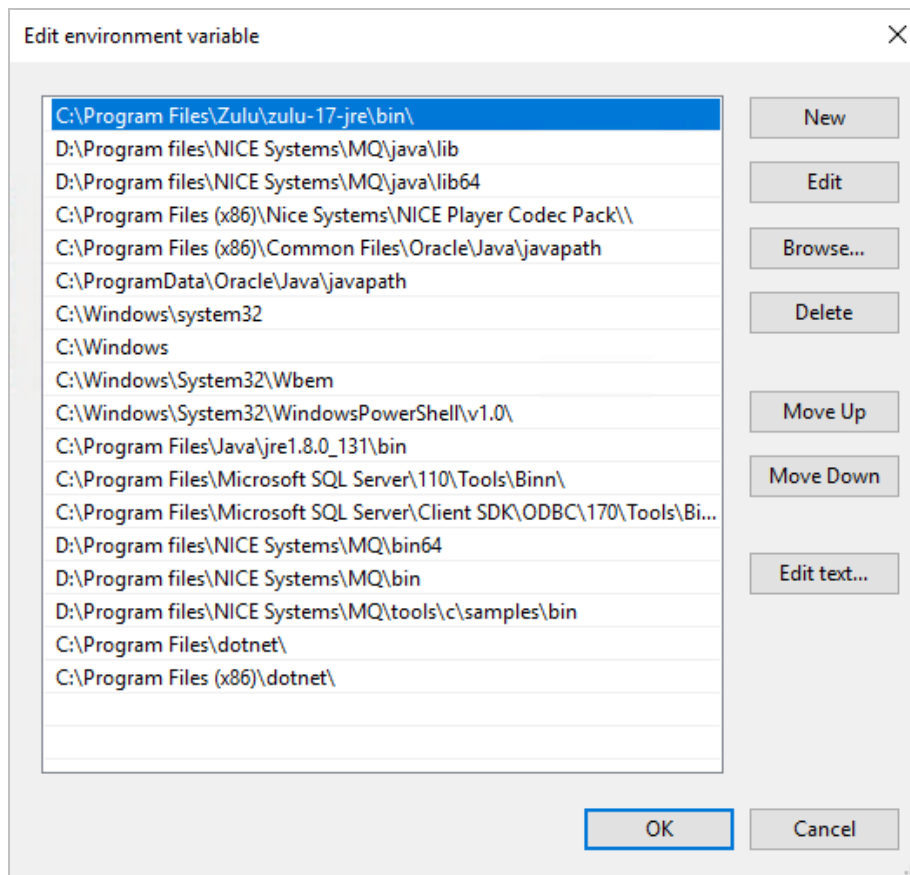 Edit environment variable
C:\Program Files\Zulu\zulu-17-jre\bin\
New
D:\Program files\NICE Systems\MQ\java\lib
D:\Program files\NICE Systems\MQ\java\lib64
Edit
C:\Program Files (x86)\Nice Systems\NICE Player Codec Pack\\
C:\Program Files (x86)\Common Files\Oracle\Java\javapath
Browse...
C:\ProgramData\Oracle\Java\javapath
C:\Windows\system32
Delete
C:\Windows
C:\Windows\System32\Wbem
C:\Windows\System32\WindowsPowerShell\v1.0\
Move Up
C:\Program Files\Java\jre1.8.0_131\bin
C:\Program Files\Microsoft SQL Server\110\Tools\Binn\
Move Down
C:\Program Files\Microsoft SQL Server\Client SDK\ODBC\170\Tools\Bi...
D:\Program files\NICE Systems\MQ\bin64
D:\Program files\NICE Systems\MQ\bin
Edit text...
D:\Program files\NICE Systems\MQ\tools\c\samples\bin
C:\Program Files\dotnet\
C:\Program Files (x86)\dotnet\
OK
Cancel